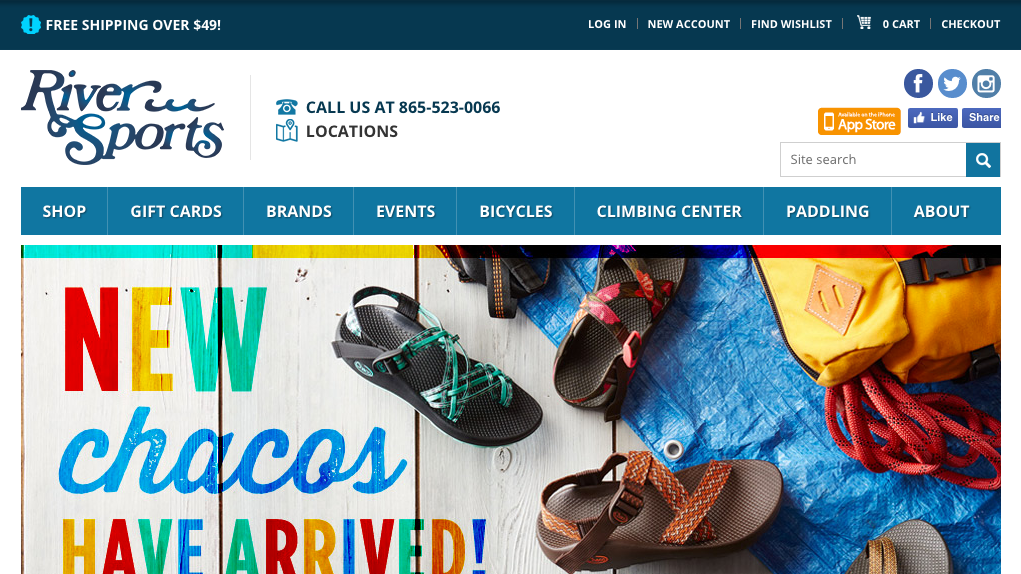 FREE SHIPPING OVER $49!
LOG IN
NEW ACCOUNT
FIND WISHLIST
0 CART
CHECKOUT
River Sports
CALL US AT 865-523-0066
LOCATIONS
Available on the iPhone
App Store
Like
Share
Site search
SHOP
GIFT CARDS
BRANDS
EVENTS
BICYCLES
CLIMBING CENTER
PADDLING
ABOUT
NEW
chacos
HAVE ARRIVED!